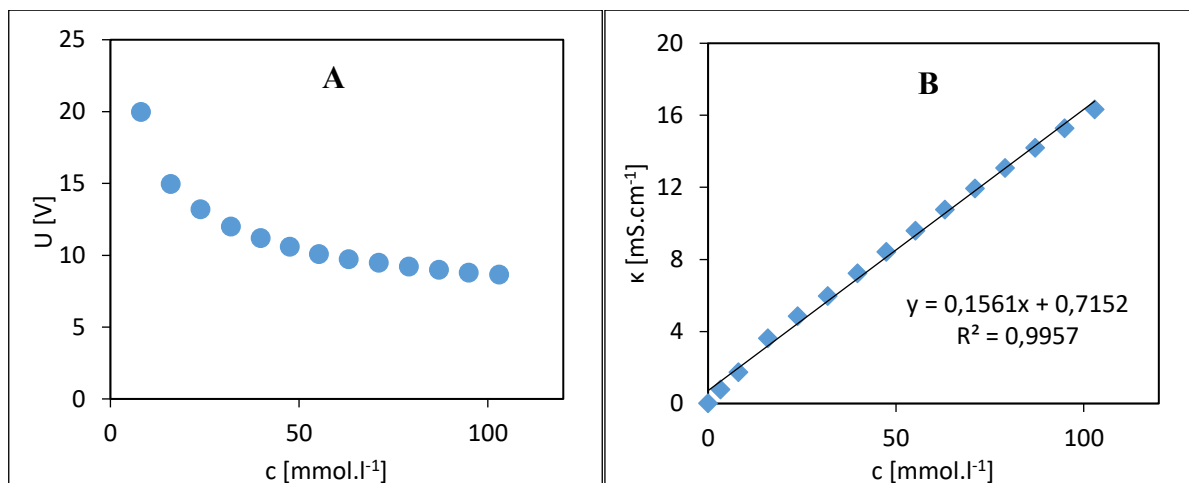 A
25
20
15
10
5
0
U [V]
0 50 100
c [mmol.l⁻¹]
B
20
16
12
8
4
0
κ [mS.cm⁻¹]
y = 0,1561x + 0,7152
R² = 0,9957
0 50 100
c [mmol.l⁻¹]